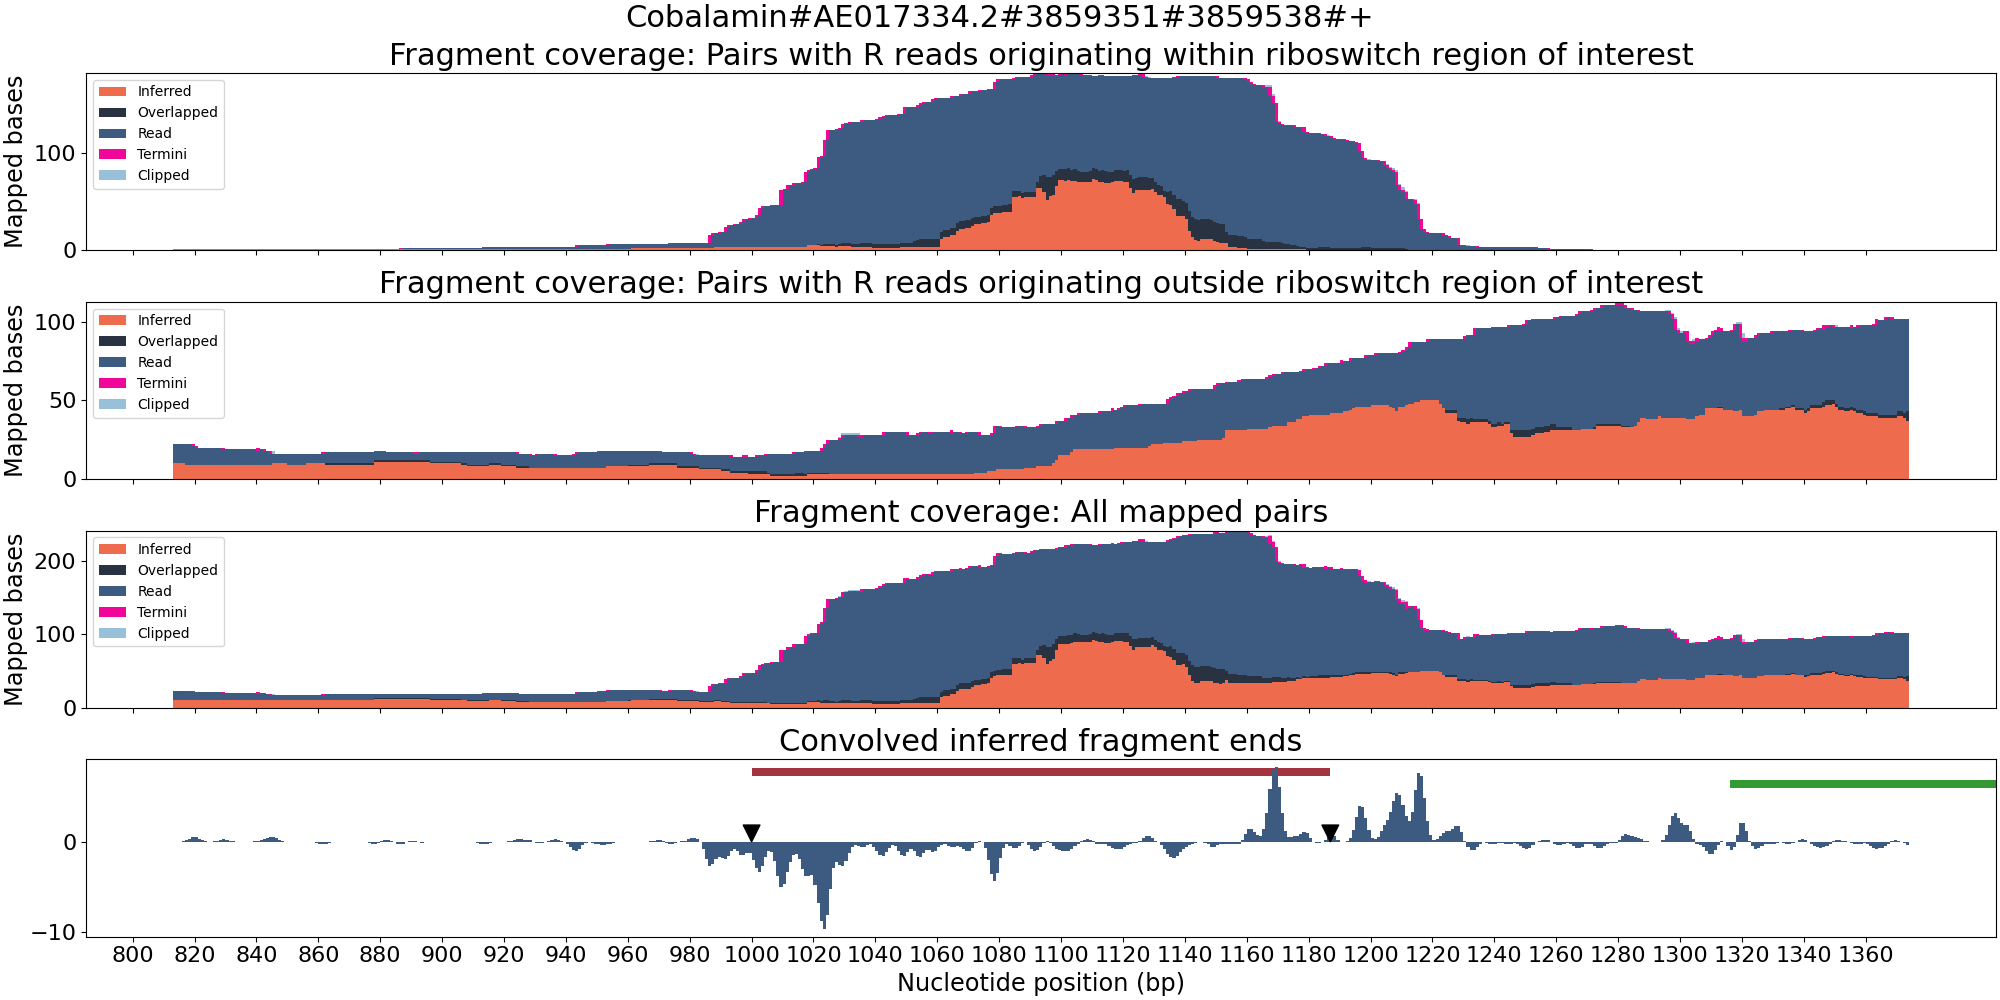 Cobalamin#AE017334.2#3859351#3859538#+
Fragment coverage: Pairs with R reads originating within riboswitch region of interest
Mapped bases
100
0
Inferred
Overlapped
Read
Termini
Clipped
Fragment coverage: Pairs with R reads originating outside riboswitch region of interest
Mapped bases
100
50
0
Inferred
Overlapped
Read
Termini
Clipped
Fragment coverage: All mapped pairs
Mapped bases
200
100
0
Inferred
Overlapped
Read
Termini
Clipped
Convolved inferred fragment ends
0
−10
800 820 840 860 880 900 920 940 960 980 1000 1020 1040 1060 1080 1100 1120 1140 1160 1180 1200 1220 1240 1260 1280 1300 1320 1340 1360
Nucleotide position (bp)